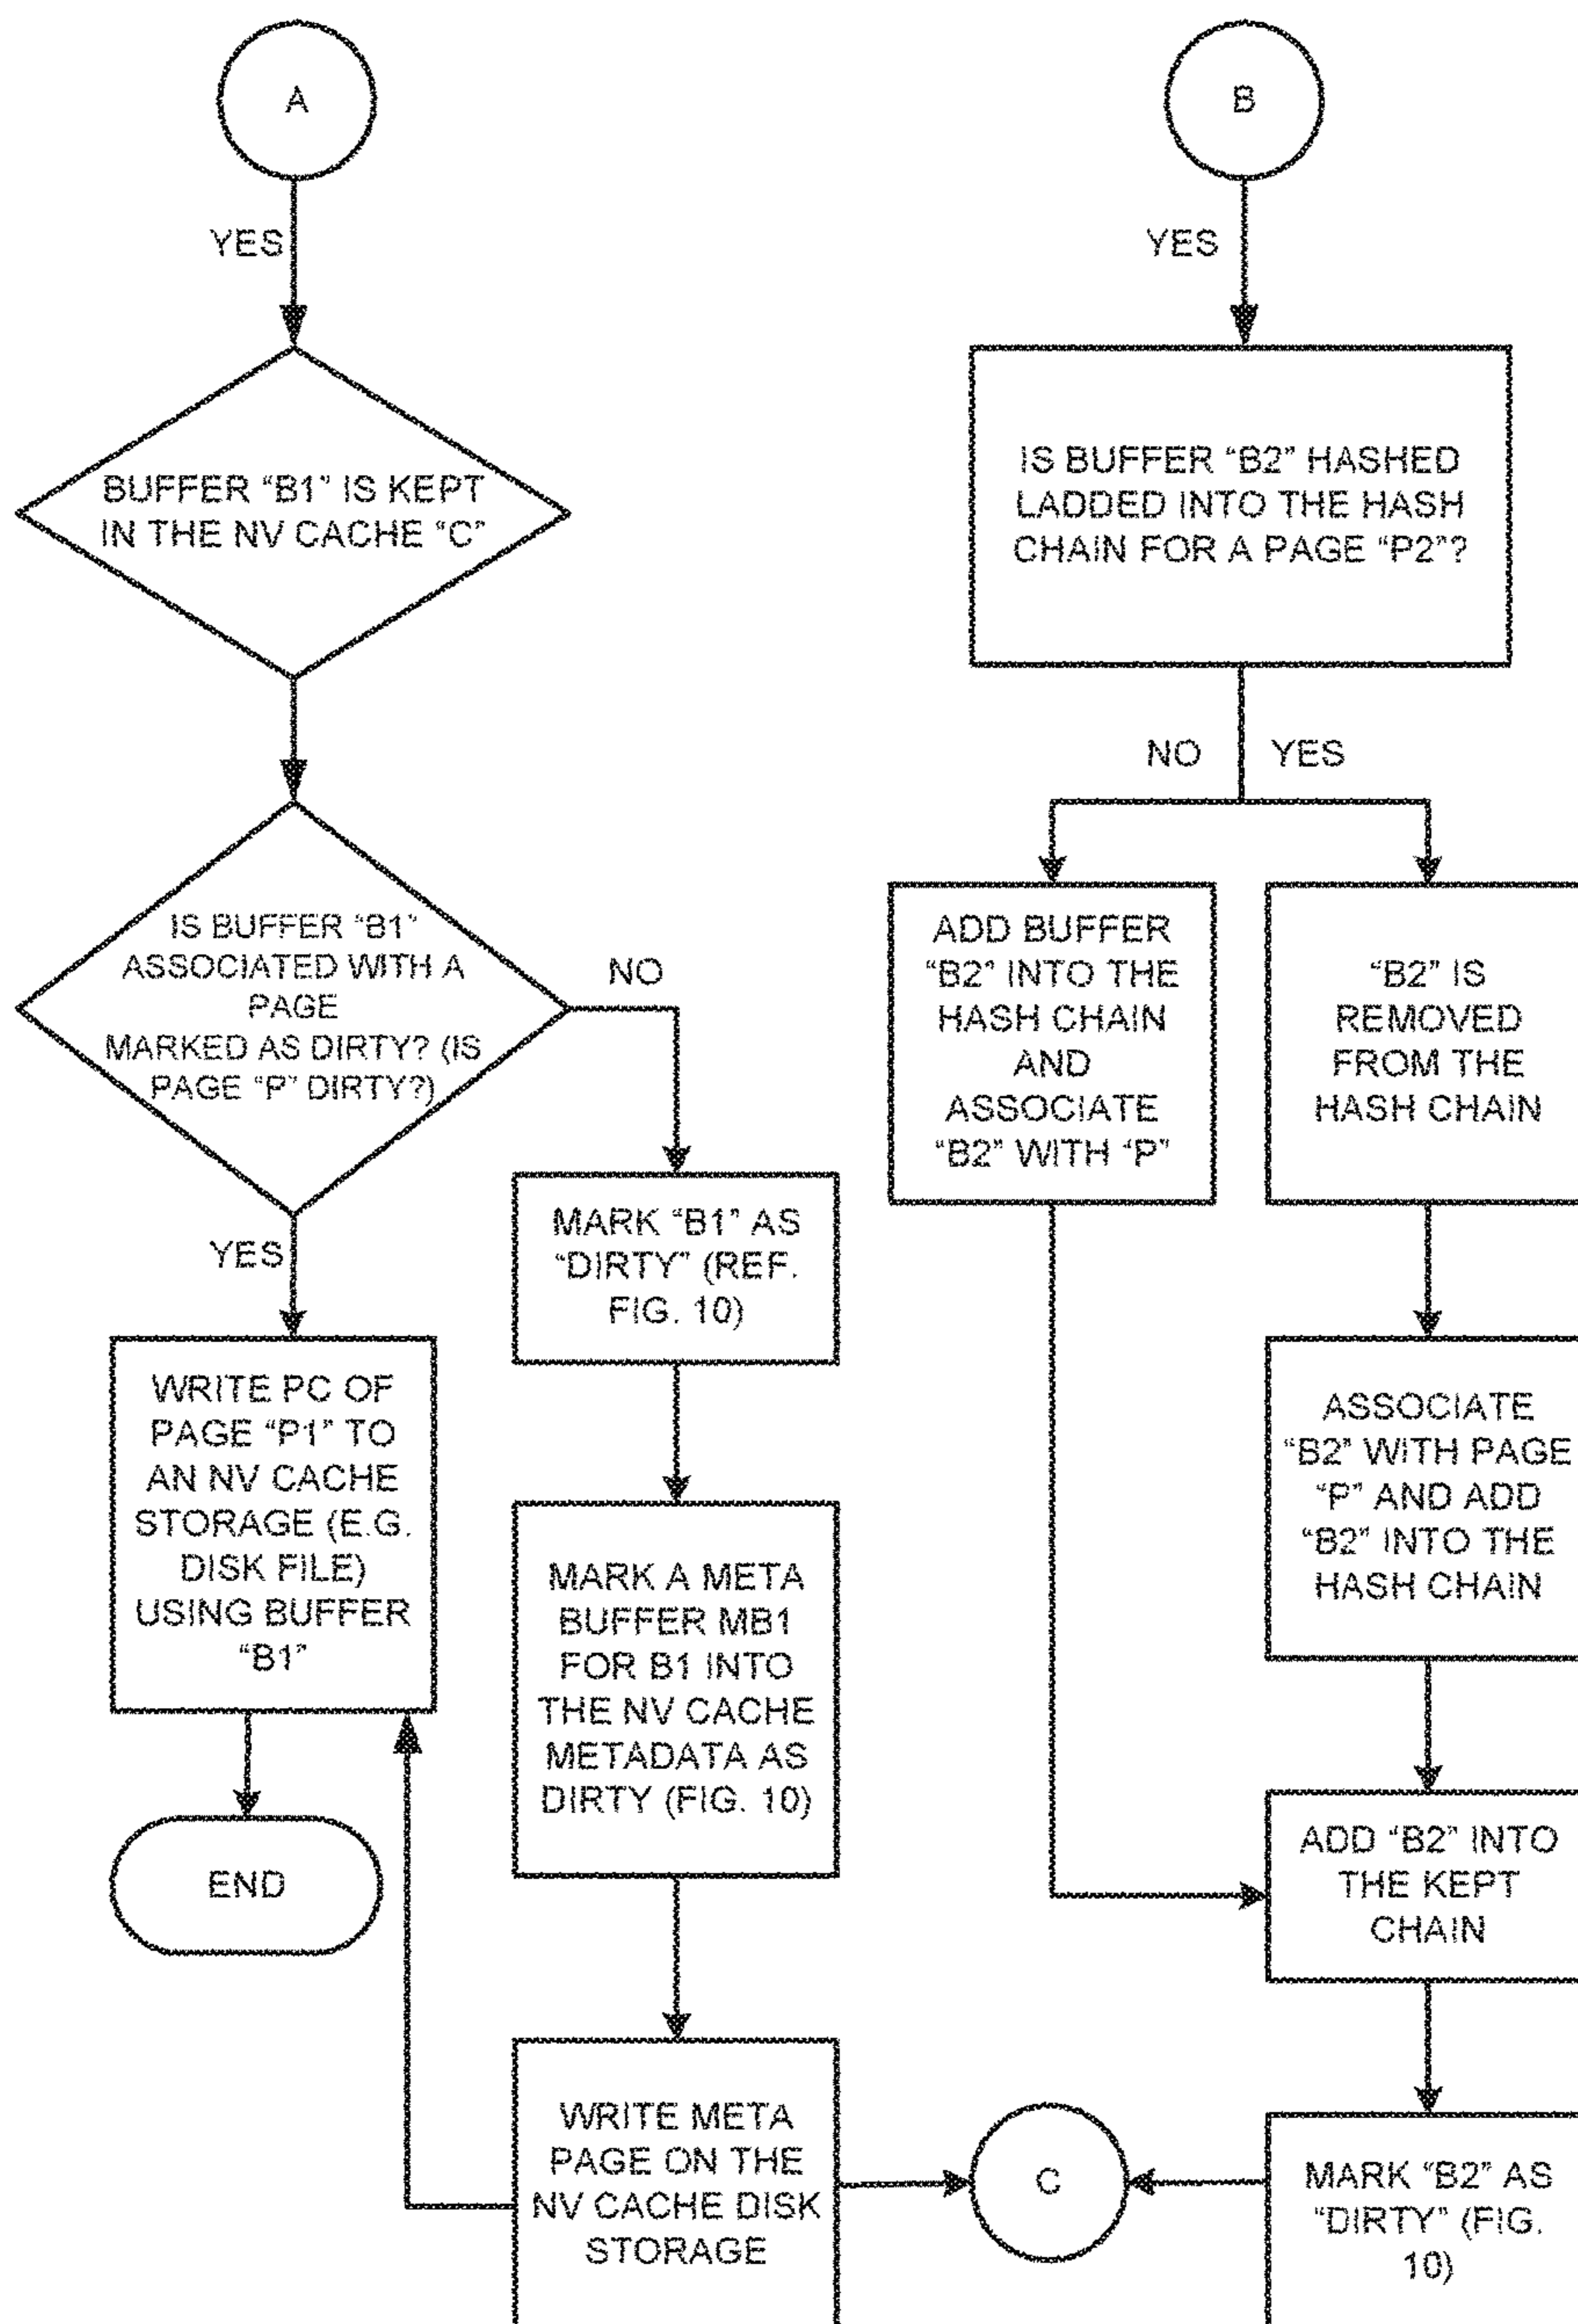 A
YES
BUFFER "B1" IS KEPT
IN THE NV CACHE "C"
IS BUFFER "B1"
ASSOCIATED WITH A
PAGE
MARKED AS DIRTY? (IS
PAGE "P" DIRTY?)
NO
YES
WRITE PC OF
PAGE "P1" TO
AN NV CACHE
STORAGE (E.G.
DISK FILE)
USING BUFFER
"B1"
END
MARK "B1" AS
"DIRTY" (REF.
FIG. 10)
MARK A META
BUFFER MB1
FOR B1 INTO
THE NV CACHE
METADATA AS
DIRTY (FIG. 10)
WRITE META
PAGE ON THE
NV CACHE DISK
STORAGE
B
YES
IS BUFFER "B2" HASHED
LADDED INTO THE HASH
CHAIN FOR A PAGE "P2"?
NO
YES
ADD BUFFER
"B2" INTO THE
HASH CHAIN
AND
ASSOCIATE
"B2" WITH "P"
"B2" IS
REMOVED
FROM THE
HASH CHAIN
ASSOCIATE
"B2" WITH PAGE
"P" AND ADD
"B2" INTO THE
HASH CHAIN
ADD "B2" INTO
THE KEPT
CHAIN
MARK "B2" AS
"DIRTY" (FIG.
10)
C